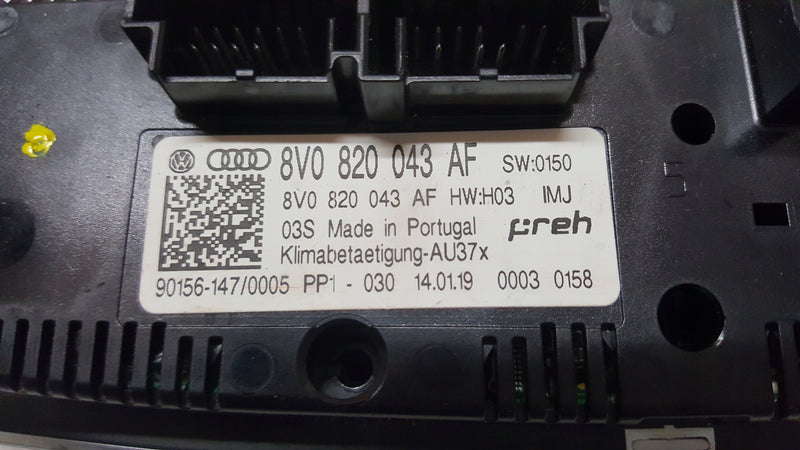 8V0 820 043 AF SW:0150
8V0 820 043 AF HW:H03 IMJ
03S Made in Portugal preh
Klimabetaetigung-AU37x
90156-147/0005 PP1 - 030 14.01.19 0003 0158
5